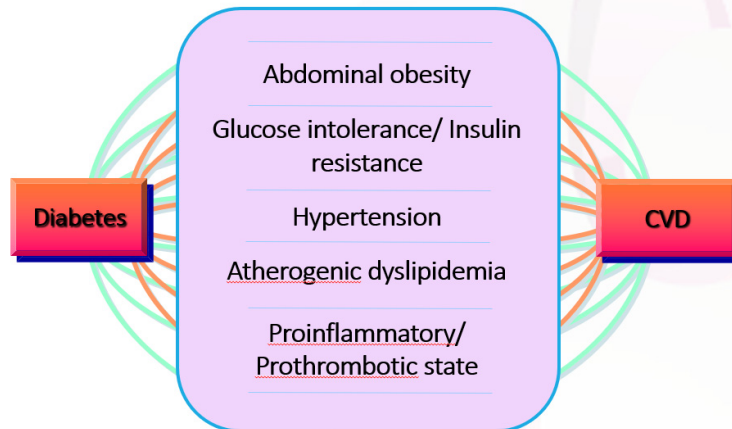 Abdominal obesity
Glucose intolerance/ Insulin
resistance
Diabetes
Hypertension
CVD
Atherogenic dyslipidemia
Proinflammatory/
Prothrombotic state